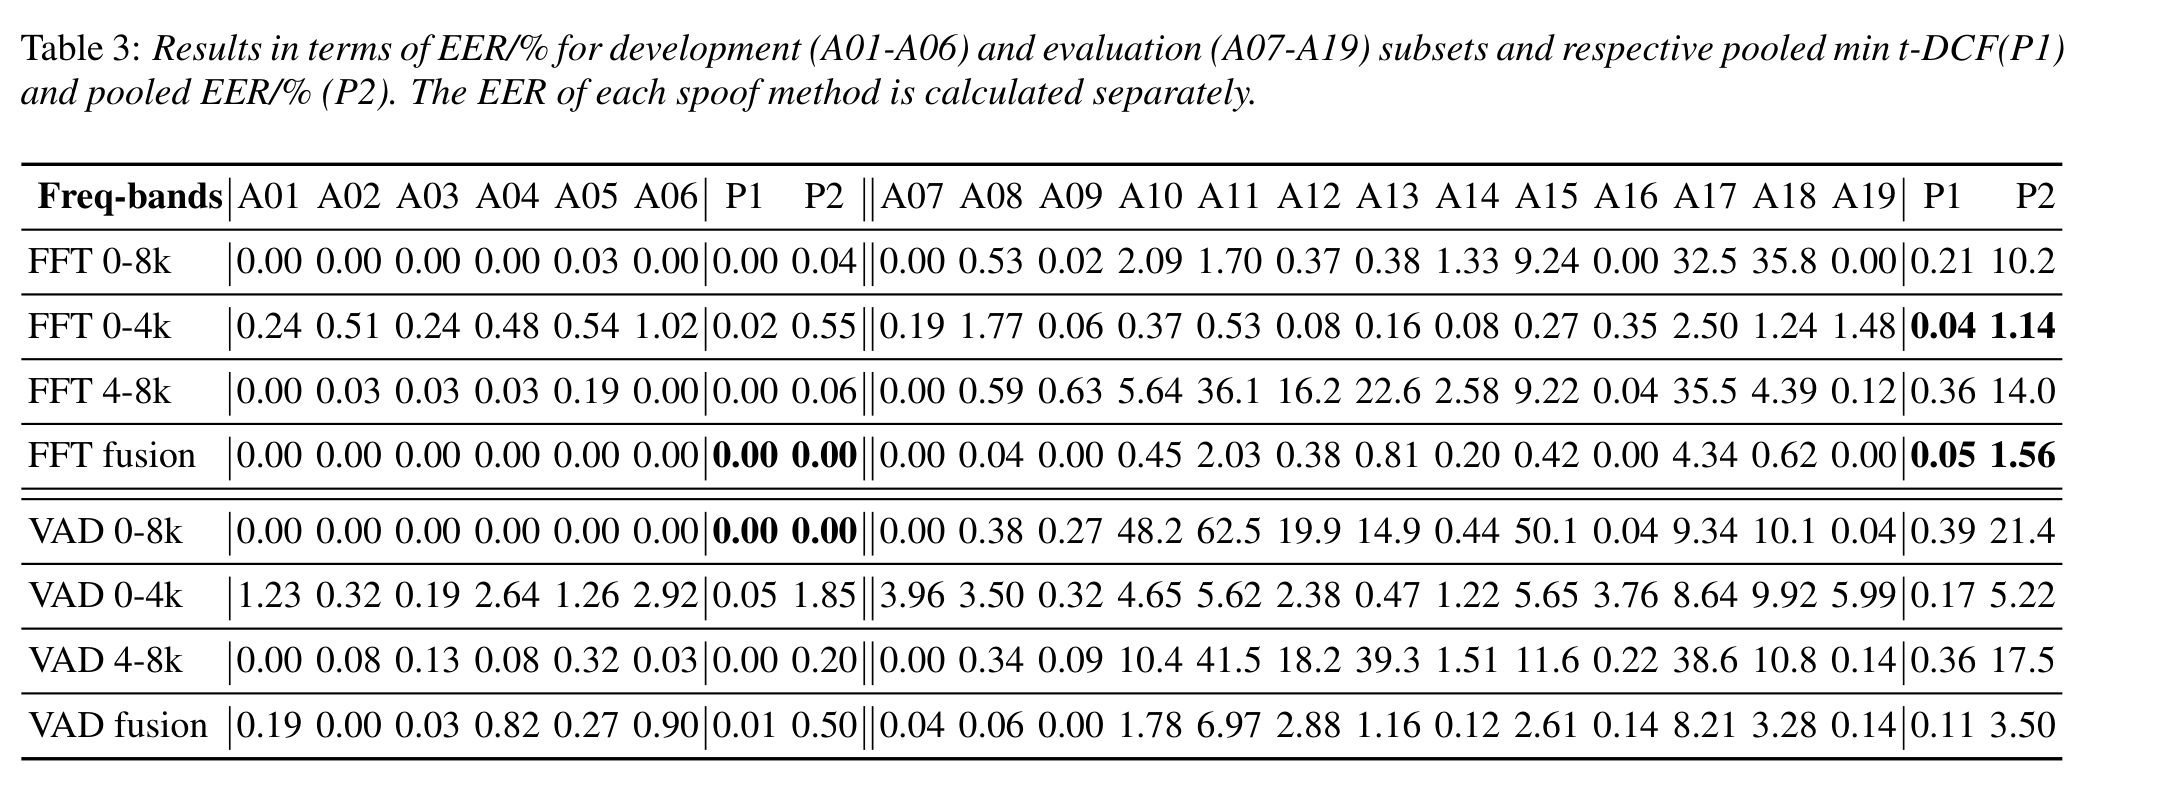 Table 3: Results in terms of EER/% for development (A01-A06) and evaluation (A07-A19) subsets and respective pooled min t-DCF(P1)
and pooled EER/% (P2). The EER of each spoof method is calculated separately.
Freq-bands A01 A02 A03 A04 A05 A06 P1 P2 A07 A08 A09 A10 A11 A12 A13 A14 A15 A16 A17 A18 A19 P1 P2
FFT 0-8k 0.00 0.00 0.00 0.00 0.03 0.00 0.00 0.04 0.00 0.53 0.02 2.09 1.70 0.37 0.38 1.33 9.24 0.00 32.5 35.8 0.00 0.21 10.2
FFT 0-4k 0.24 0.51 0.24 0.48 0.54 1.02 0.02 0.55 0.19 1.77 0.06 0.37 0.53 0.08 0.16 0.08 0.27 0.35 2.50 1.24 1.48 0.04 1.14
FFT 4-8k 0.00 0.03 0.03 0.03 0.19 0.00 0.00 0.06 0.00 0.59 0.63 5.64 36.1 16.2 22.6 2.58 9.22 0.04 35.5 4.39 0.12 0.36 14.0
FFT fusion 0.00 0.00 0.00 0.00 0.00 0.00 0.00 0.00 0.00 0.04 0.00 0.45 2.03 0.38 0.81 0.20 0.42 0.00 4.34 0.62 0.00 0.05 1.56
VAD 0-8k 0.00 0.00 0.00 0.00 0.00 0.00 0.00 0.00 0.00 0.38 0.27 48.2 62.5 19.9 14.9 0.44 50.1 0.04 9.34 10.1 0.04 0.39 21.4
VAD 0-4k 1.23 0.32 0.19 2.64 1.26 2.92 0.05 1.85 3.96 3.50 0.32 4.65 5.62 2.38 0.47 1.22 5.65 3.76 8.64 9.92 5.99 0.17 5.22
VAD 4-8k 0.00 0.08 0.13 0.08 0.32 0.03 0.00 0.20 0.00 0.34 0.09 10.4 41.5 18.2 39.3 1.51 11.6 0.22 38.6 10.8 0.14 0.36 17.5
VAD fusion 0.19 0.00 0.03 0.82 0.27 0.90 0.01 0.50 0.04 0.06 0.00 1.78 6.97 2.88 1.16 0.12 2.61 0.14 8.21 3.28 0.14 0.11 3.50